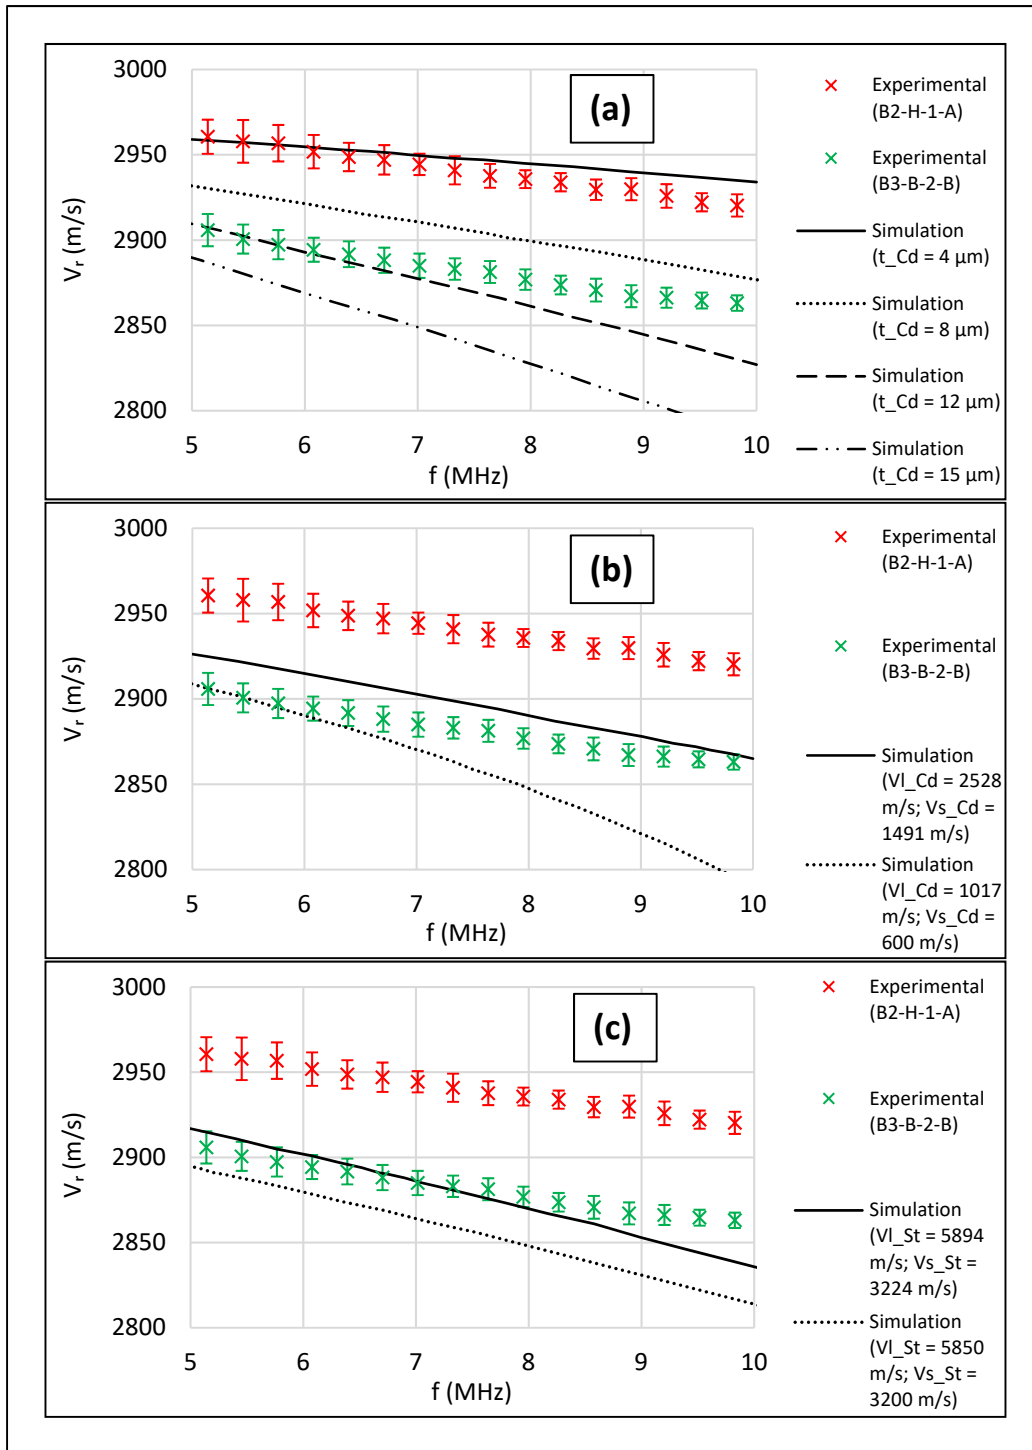 (a)
3000
2950
2900
2850
2800
V_r (m/s)
5 6 7 8 9 10
f (MHz)
Experimental
(B2-H-1-A)
Experimental
(B3-B-2-B)
Simulation
(t_Cd = 4 µm)
Simulation
(t_Cd = 8 µm)
Simulation
(t_Cd = 12 µm)
Simulation
(t_Cd = 15 µm)
(b)
3000
2950
2900
2850
2800
V_r (m/s)
5 6 7 8 9 10
f (MHz)
Experimental
(B2-H-1-A)
Experimental
(B3-B-2-B)
Simulation
(Vl_Cd = 2528
m/s; Vs_Cd =
1491 m/s)
Simulation
(Vl_Cd = 1017
m/s; Vs_Cd =
600 m/s)
(c)
3000
2950
2900
2850
2800
V_r (m/s)
5 6 7 8 9 10
f (MHz)
Experimental
(B2-H-1-A)
Experimental
(B3-B-2-B)
Simulation
(Vl_St = 5894
m/s; Vs_St =
3224 m/s)
Simulation
(Vl_St = 5850
m/s; Vs_St =
3200 m/s)